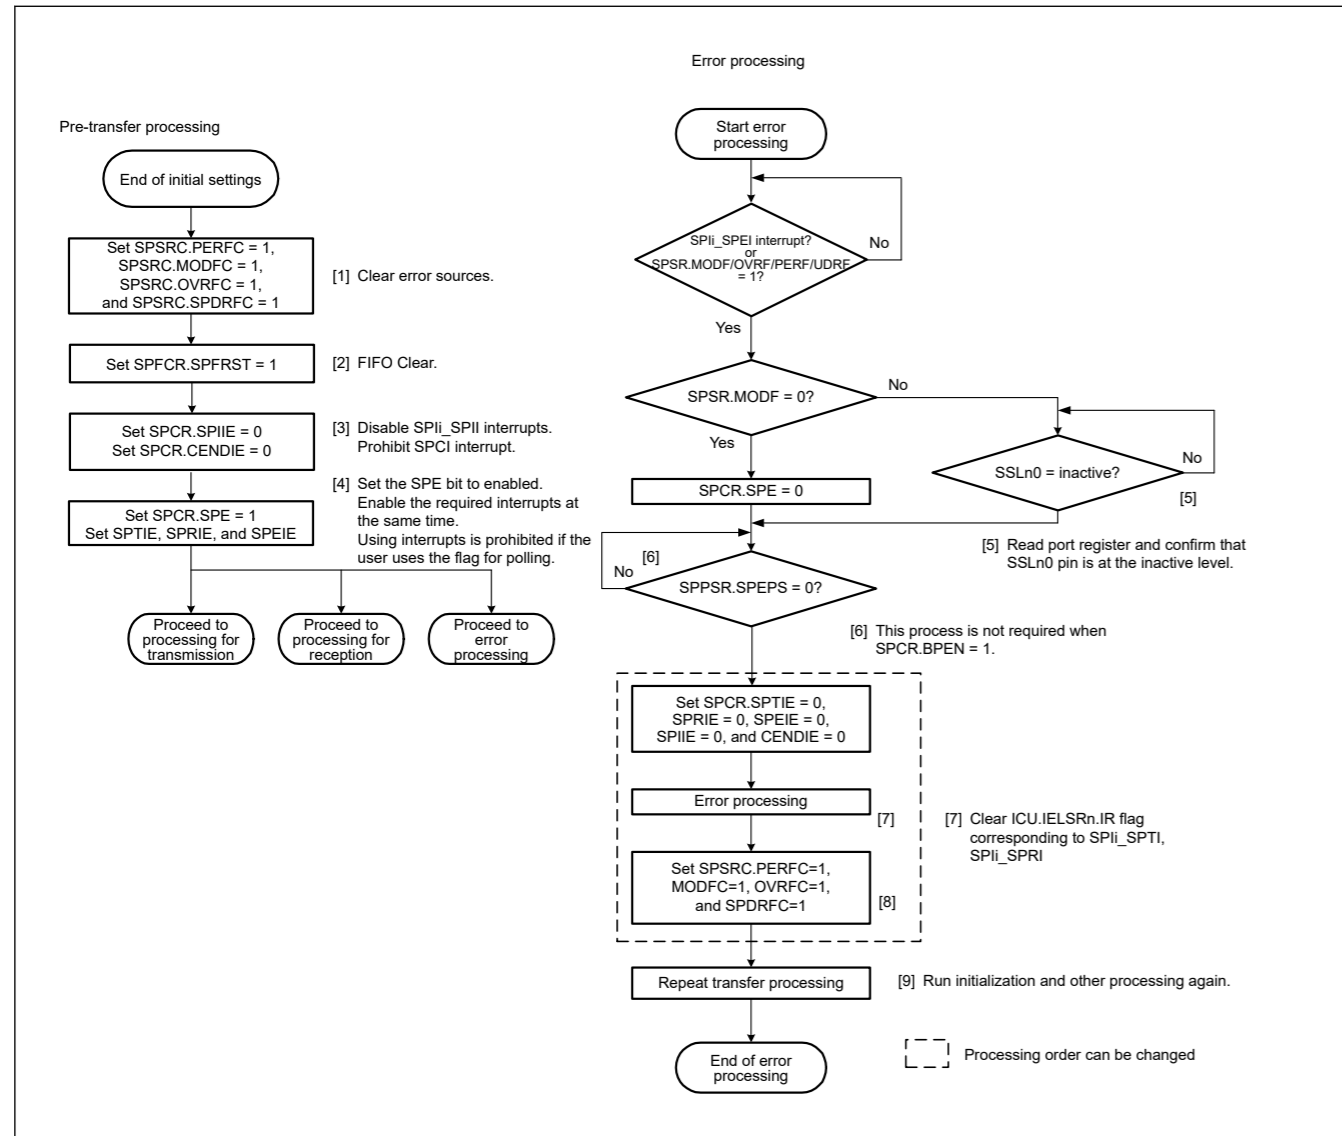 Pre-transfer processing
End of initial settings
Set SPSRC.PERFC = 1,
SPSRC.MODFC = 1,
SPSRC.OVRFC = 1,
and SPSRC.SPDRFC = 1
[1] Clear error sources.
Set SPFCR.SPFRST = 1
[2] FIFO Clear.
Set SPCR.SPIIE = 0
Set SPCR.CENDIE = 0
[3] Disable SPIi_SPII interrupts.
Prohibit SPCI interrupt.
Set SPCR.SPE = 1
Set SPTIE, SPRIE, and SPEIE
[4] Set the SPE bit to enabled.
Enable the required interrupts at
the same time.
Using interrupts is prohibited if the
user uses the flag for polling.
Proceed to
processing for
transmission
Proceed to
processing for
reception
Proceed to
error
processing
Error processing
Start error
processing
SPIi_SPEI interrupt?
or
SPSR.MODF/OVRF/PERF/UDRF
= 1?
No
Yes
SPSR.MODF = 0?
No
Yes
SSLn0 = inactive?
No
[5]
SPCR.SPE = 0
[5] Read port register and confirm that
SSLn0 pin is at the inactive level.
[6]
No
SPPSR.SPEPS = 0?
[6] This process is not required when
SPCR.BPEN = 1.
Set SPCR.SPTIE = 0,
SPRIE = 0, SPEIE = 0,
SPIIE = 0, and CENDIE = 0
Error processing
[7]
[7] Clear ICU.IELSRn.IR flag
corresponding to SPIi_SPTI,
SPIi_SPRI
Set SPSRC.PERFC=1,
MODFC=1, OVRFC=1,
and SPDRFC=1
[8]
Repeat transfer processing
[9] Run initialization and other processing again.
End of error
processing
Processing order can be changed